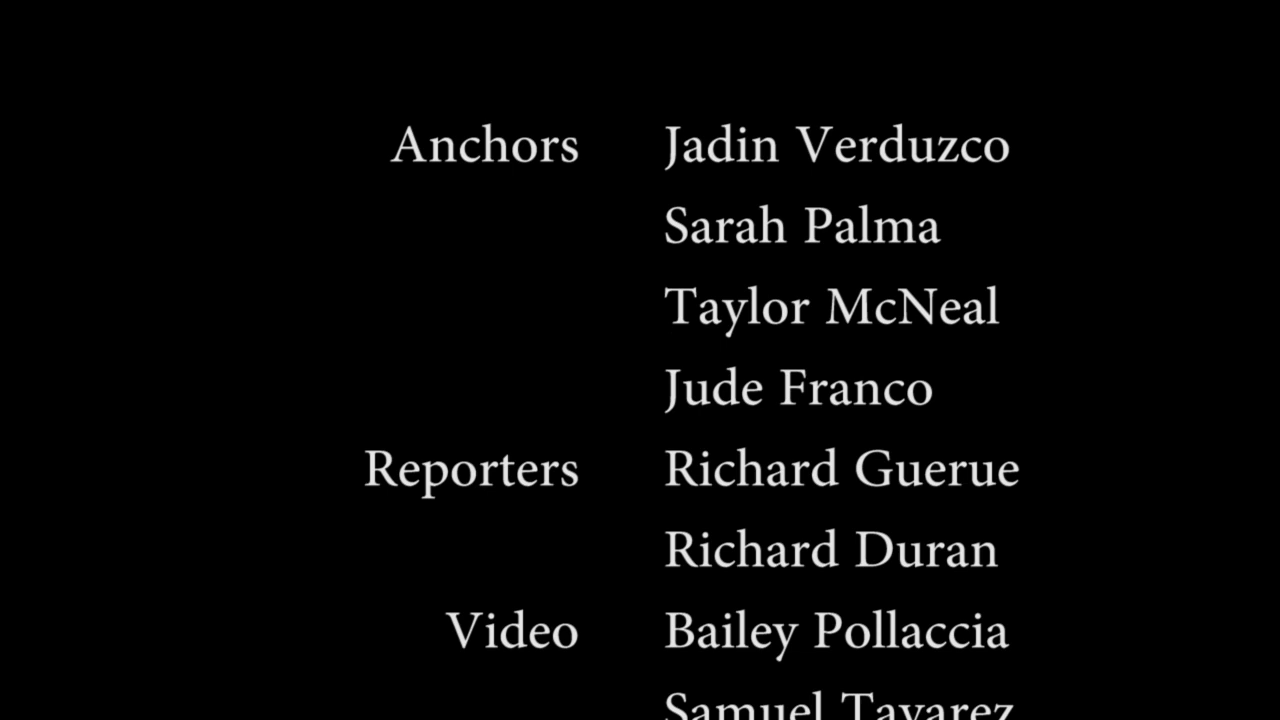 Anchors Jadin Verduzco
Sarah Palma
Taylor McNeal
Jude Franco
Reporters Richard Guerue
Richard Duran
Video Bailey Pollaccia
Samuel Tavarez